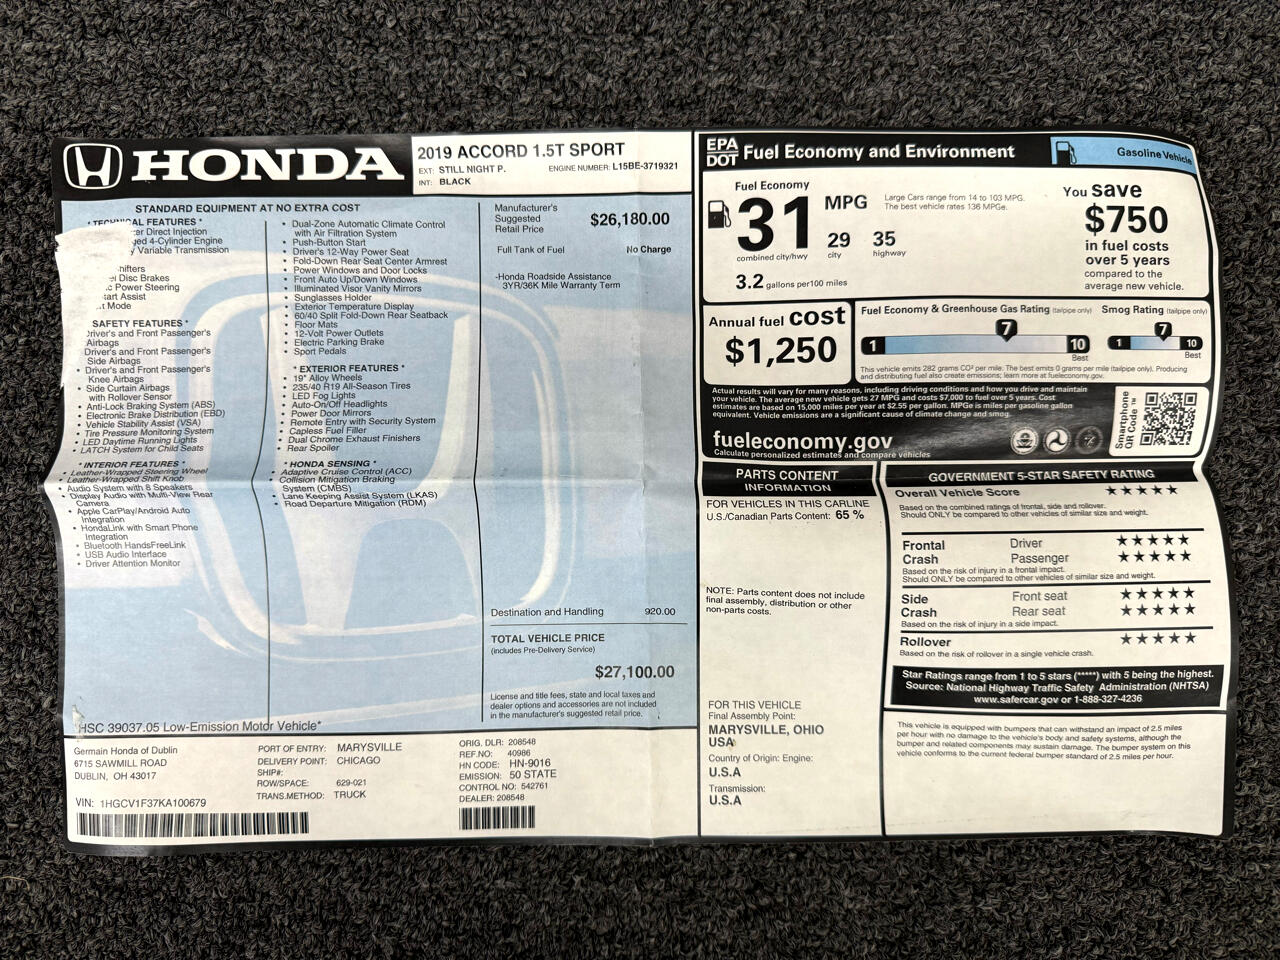 HONDA
2019 ACCORD 1.5T SPORT
EXT: STILL NIGHT P. ENGINE NUMBER: L15BE-3719321
INT: BLACK
STANDARD EQUIPMENT AT NO EXTRA COST
FEATURES *
Direct Injection
4-Cylinder Engine
Variable Transmission
Disc Brakes
Power Steering
Assist
Mode
SAFETY FEATURES *
Driver's and Front Passenger's
Airbags
Driver's and Front Passenger's
Side Airbags
• Driver's and Front Passenger's
Knee Airbags
• Side Curtain Airbags
with Rollover Sensor
• Anti-Lock Braking System (ABS)
Electronic Brake Distribution (EBD)
• Vehicle Stability Assist (VSA)
• Tire Pressure Monitoring System
• LED Daytime Running Lights
• LATCH System for Child Seats
* INTERIOR FEATURES *
• Leather-Wrapped Steering Wheel
• Leather-Wrapped Shift Knob
• Audio System with 8 Speakers
• Display Audio with Multi-View Rear
Camera
• Apple CarPlay/Android Auto
Integration
• HondaLink with Smart Phone
Integration
• Bluetooth HandsFreeLink
• USB Audio Interface
• Driver Attention Monitor
• Dual-Zone Automatic Climate Control
with Air Filtration System
• Push-Button Start
• Driver's 12-Way Power Seat
• Fold-Down Rear Seat Center Armrest
• Power Windows and Door Locks
• Front Auto Up/Down Windows
• Illuminated Visor Vanity Mirrors
• Sunglasses Holder
• Exterior Temperature Display
• 60/40 Split Fold-Down Rear Seatback
• Floor Mats
• 12-Volt Power Outlets
• Electric Parking Brake
• Sport Pedals
* EXTERIOR FEATURES *
• 19" Alloy Wheels
• 235/40 R19 All-Season Tires
• LED Fog Lights
• Auto-On/Off Headlights
• Power Door Mirrors
• Remote Entry with Security System
• Capless Fuel Filler
• Dual Chrome Exhaust Finishers
• Rear Spoiler
* HONDA SENSING *
• Adaptive Cruise Control (ACC)
• Collision Mitigation Braking
System (CMBS)
• Lane Keeping Assist System (LKAS)
• Road Departure Mitigation (RDM)
Manufacturer's
Suggested
Retail Price $26,180.00
Full Tank of Fuel No Charge
-Honda Roadside Assistance
3YR/36K Mile Warranty Term
Destination and Handling 920.00
TOTAL VEHICLE PRICE
(includes Pre-Delivery Service)
$27,100.00
License and title fees, state and local taxes and
dealer options and accessories are not included
in the manufacturer's suggested retail price.
HSC 39037.05 Low-Emission Motor Vehicle*
Germain Honda of Dublin
6715 SAWMILL ROAD
DUBLIN, OH 43017
VIN: 1HGCV1F37KA100679
PORT OF ENTRY: MARYSVILLE
DELIVERY POINT: CHICAGO
SHIP#:
ROW/SPACE: 629-021
TRANS.METHOD: TRUCK
ORIG. DLR: 208548
REF.NO: 40986
HN CODE: HN-9016
EMISSION: 50 STATE
CONTROL NO: 542761
DEALER: 208548
EPA
DOT
Fuel Economy and Environment
Gasoline Vehicle
Fuel Economy
31 MPG
combined city/hwy
29
city
35
highway
3.2 gallons per 100 miles
Large Cars range from 14 to 103 MPG.
The best vehicle rates 136 MPGe.
You save
$750
in fuel costs
over 5 years
compared to the
average new vehicle.
Annual fuel cost
$1,250
Fuel Economy & Greenhouse Gas Rating (tailpipe only)
1
7
10
Best
Smog Rating (tailpipe only)
1
7
10
Best
This vehicle emits 282 grams CO² per mile. The best emits 0 grams per mile (tailpipe only). Producing
and distributing fuel also create emissions; learn more at fueleconomy.gov.
Actual results will vary for many reasons, including driving conditions and how you drive and maintain
your vehicle. The average new vehicle gets 27 MPG and costs $7,000 to fuel over 5 years. Cost
estimates are based on 15,000 miles per year at $2.55 per gallon. MPGe is miles per gasoline gallon
equivalent. Vehicle emissions are a significant cause of climate change and smog.
fueleconomy.gov
Calculate personalized estimates and compare vehicles
Smartphone
QR Code™
PARTS CONTENT
INFORMATION
FOR VEHICLES IN THIS CARLINE
U.S./Canadian Parts Content: 65 %
NOTE: Parts content does not include
final assembly, distribution or other
non-parts costs.
FOR THIS VEHICLE
Final Assembly Point:
MARYSVILLE, OHIO
USA
Country of Origin: Engine:
U.S.A
Transmission:
U.S.A
GOVERNMENT 5-STAR SAFETY RATING
Overall Vehicle Score ★★★★★
Based on the combined ratings of frontal, side and rollover.
Should ONLY be compared to other vehicles of similar size and weight.
Frontal Driver ★★★★★
Crash Passenger ★★★★★
Based on the risk of injury in a frontal impact.
Should ONLY be compared to other vehicles of similar size and weight.
Side Front seat ★★★★★
Crash Rear seat ★★★★★
Based on the risk of injury in a side impact.
Rollover ★★★★★
Based on the risk of rollover in a single vehicle crash.
Star Ratings range from 1 to 5 stars (*****) with 5 being the highest.
Source: National Highway Traffic Safety Administration (NHTSA)
www.safercar.gov or 1-888-327-4236
This vehicle is equipped with bumpers that can withstand an impact of 2.5 miles
per hour with no damage to the vehicle's body and safety systems, although the
bumper and related components may sustain damage. The bumper system on this
vehicle conforms to the current federal bumper standard of 2.5 miles per hour.